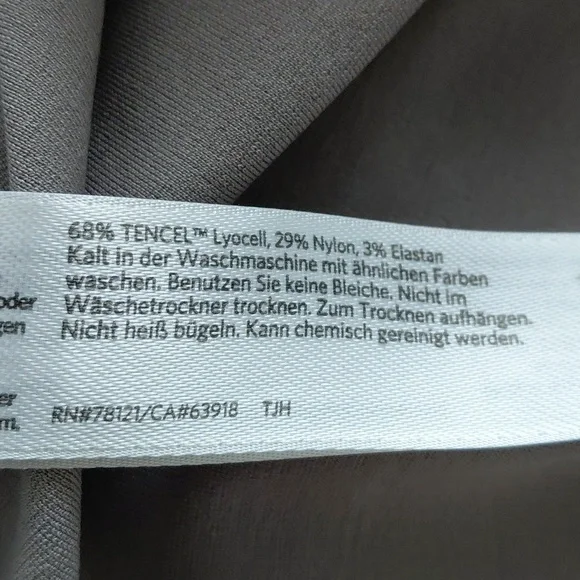 68% TENCEL™ Lyocell, 29% Nylon, 3% Elastan
Kalt in der Waschmaschine mit ähnlichen Farben
waschen. Benutzen Sie keine Bleiche. Nicht im
Wäschetrockner trocknen. Zum Trocknen aufhängen.
Nicht heiß bügeln. Kann chemisch gereinigt werden.
oder
RN#78121/CA#63918 TJH